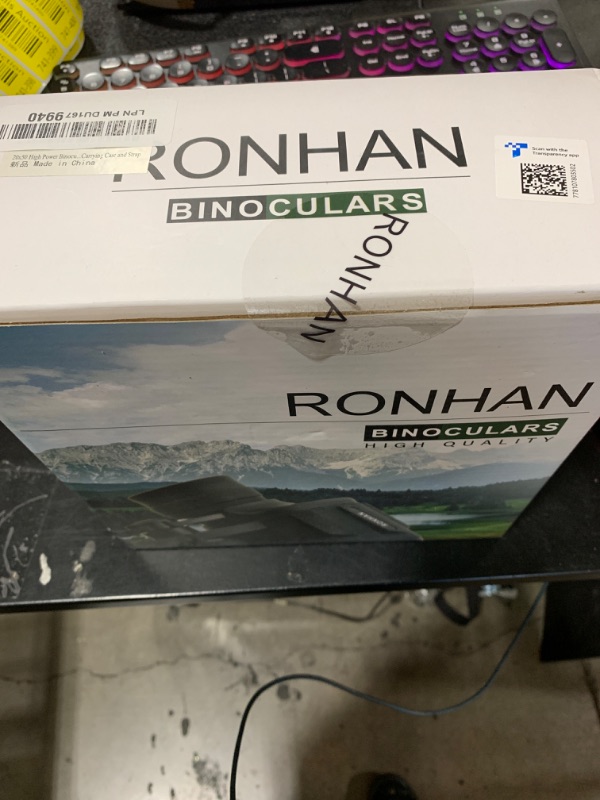 Auction
LPN PM DU167 9940
20x50 High Power Binocu...Carrying Case and Strap
新品 Made in China
RONHAN
BINOCULARS
Scan with the
Transparency app
RONHAN
RONHAN
BINOCULARS
HIGH QUALITY